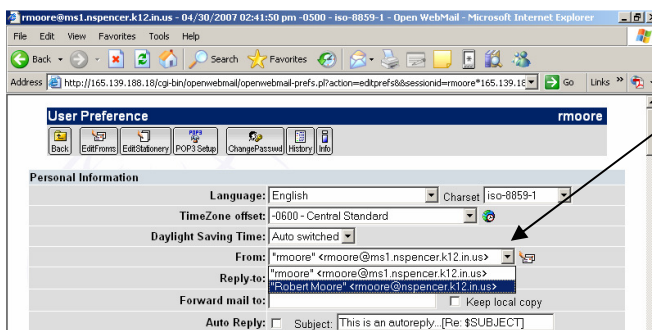 rmoore@ms1.nspencer.k12.in.us - 04/30/2007 02:41:50 pm -0500 - iso-8859-1 - Open WebMail - Microsoft Internet Explorer
File Edit View Favorites Tools Help
Back Search Favorites
Address http://165.139.188.18/cgi-bin/openwebmail/openwebmail-prefs.pl?action=editprefs&sessionid=rmoore*165.139.18 Go Links »
User Preference rmoore
Back EditFroms EditStationery POP3 Setup ChangePasswd History Info
Personal Information
Language: English Charset iso-8859-1
TimeZone offset: -0600 - Central Standard
Daylight Saving Time: Auto switched
From: "rmoore" <rmoore@ms1.nspencer.k12.in.us>
Reply-to: "rmoore" <rmoore@ms1.nspencer.k12.in.us>
"Robert Moore" <rmoore@nspencer.k12.in.us>
Forward mail to: Keep local copy
Auto Reply: Subject: This is an autoreply...[Re: $SUBJECT]